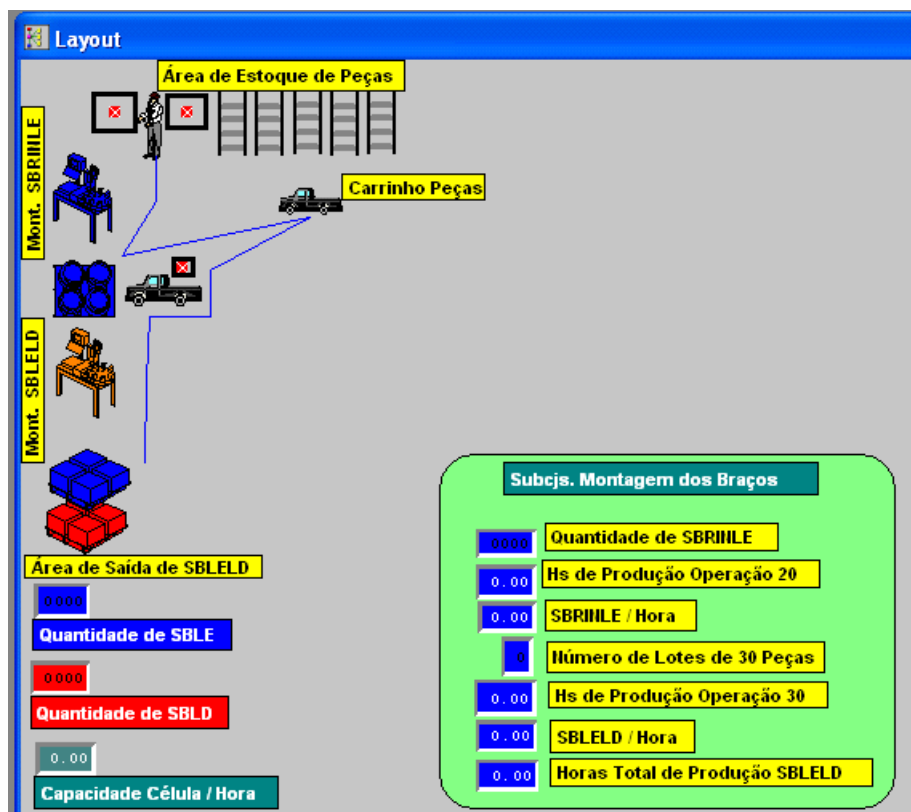 Layout
Área de Estoque de Peças
Mont. SBRINLE
Carrinho Peças
Mont. SBLELD
Área de Saída de SBLELD
0000
Quantidade de SBLE
0000
Quantidade de SBLD
0.00
Capacidade Célula / Hora
Subcjs. Montagem dos Braços
0000 Quantidade de SBRINLE
0.00 Hs de Produção Operação 20
0.00 SBRINLE / Hora
0 Número de Lotes de 30 Peças
0.00 Hs de Produção Operação 30
0.00 SBLELD / Hora
0.00 Horas Total de Produção SBLELD